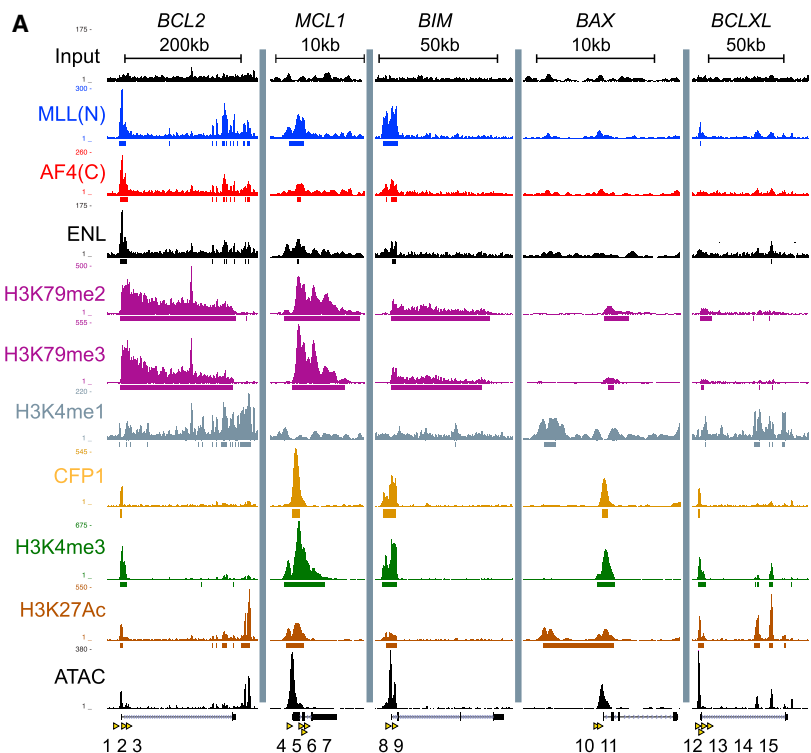 A
BCL2 MCL1 BIM BAX BCLXL
200kb 10kb 50kb 10kb 50kb
175 -
Input
1 _
300 -
MLL(N)
1 _
260 -
AF4(C)
1 _
175 -
ENL
1 _
500 -
H3K79me2
1 _
555 -
H3K79me3
1 _
220 -
H3K4me1
1 _
545 -
CFP1
1 _
675 -
H3K4me3
1 _
550 -
H3K27Ac
1 _
380 -
ATAC
1 _
1 2 3 4 5 6 7 8 9 10 11 12 13 14 15